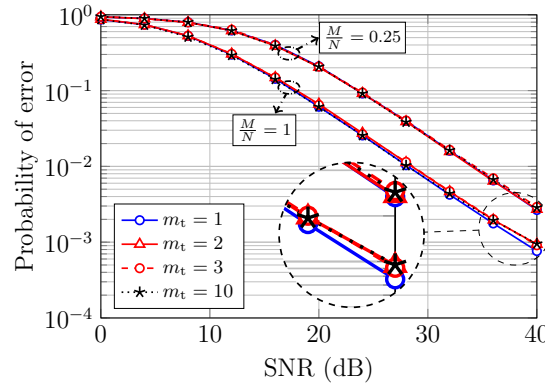 10^0
10^{-1}
10^{-2}
10^{-3}
10^{-4}
Probability of error
M/N = 0.25
M/N = 1
m_t = 1
m_t = 2
m_t = 3
m_t = 10
0 10 20 30 40
SNR (dB)